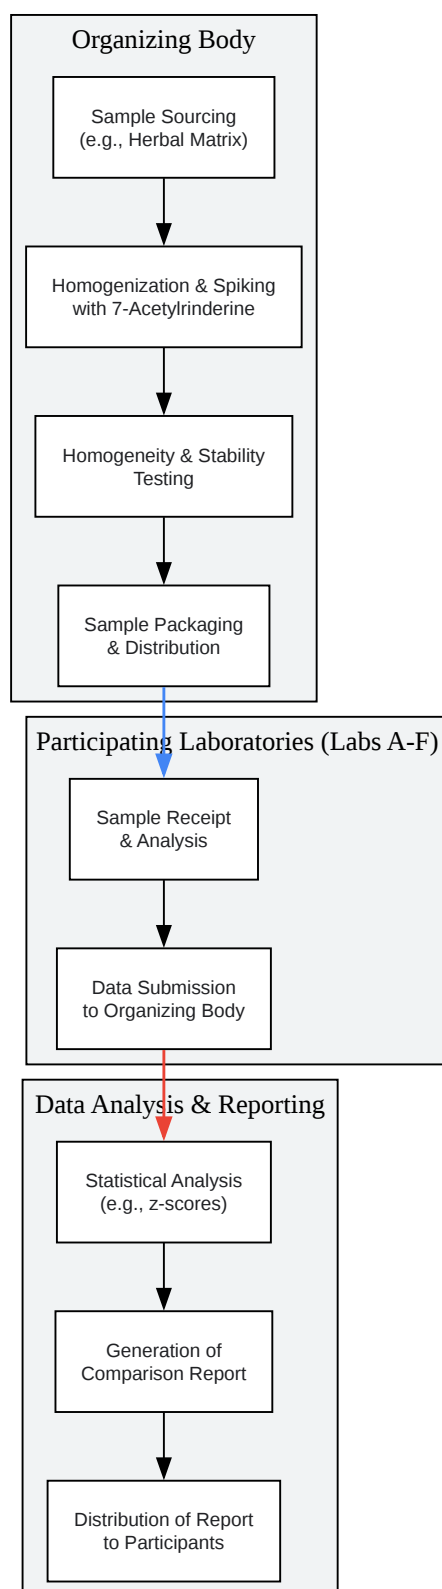 Organizing Body
Sample Sourcing
(e.g., Herbal Matrix)
Homogenization & Spiking
with 7-Acetylrinderine
Homogeneity & Stability
Testing
Sample Packaging
& Distribution
Participating Laboratories (Labs A-F)
Sample Receipt
& Analysis
Data Submission
to Organizing Body
Data Analysis & Reporting
Statistical Analysis
(e.g., z-scores)
Generation of
Comparison Report
Distribution of Report
to Participants